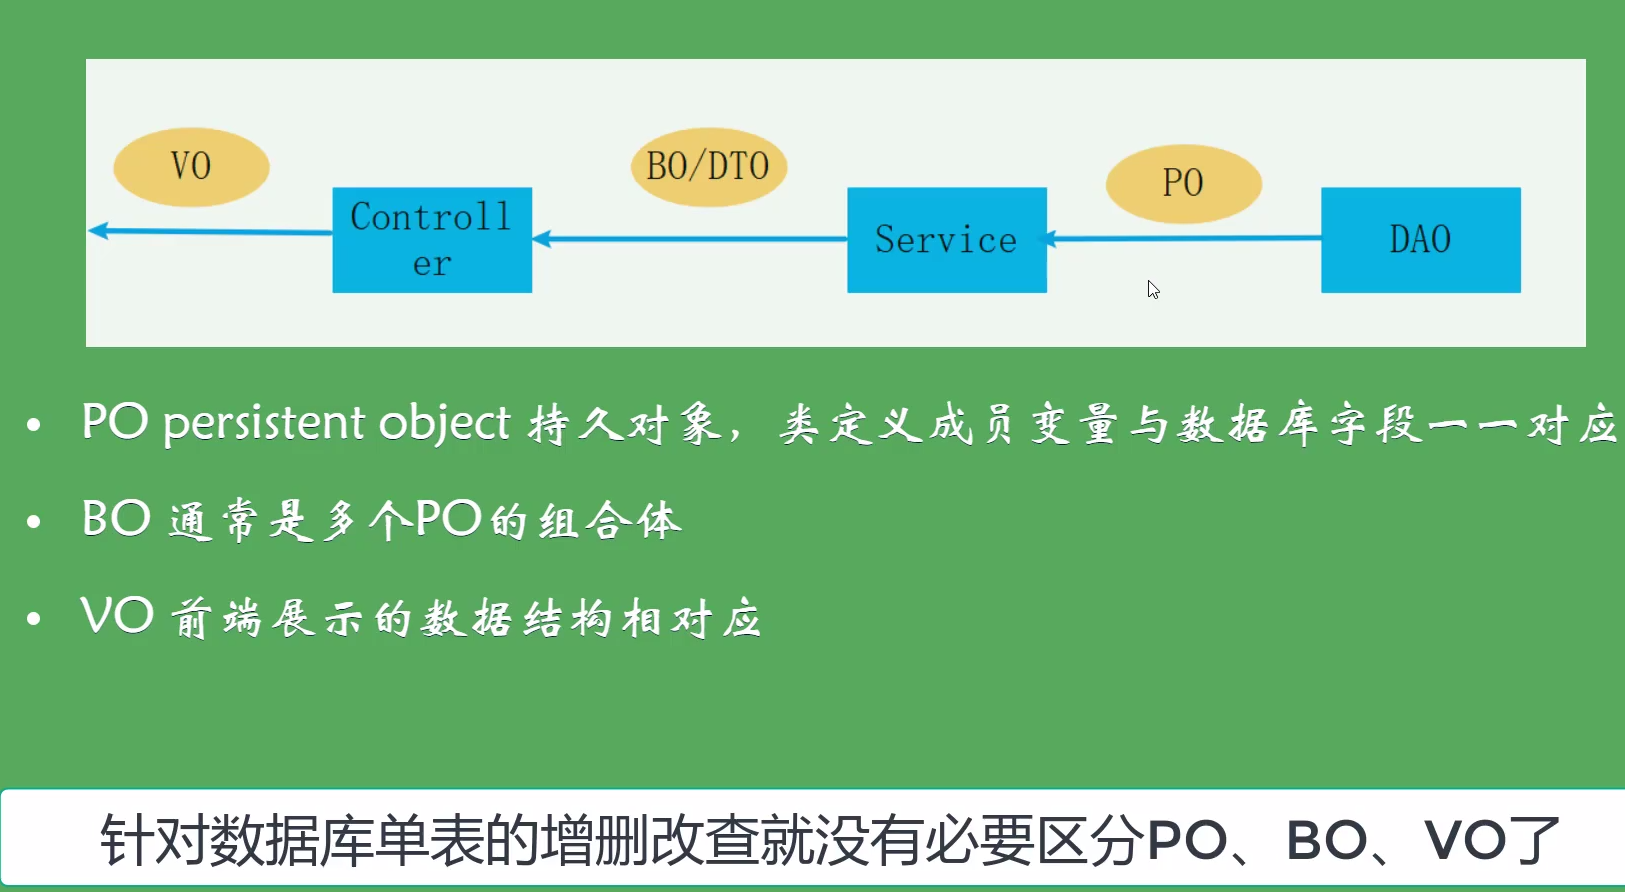 VO
BO/DTO
PO
Controll
er
Service
DAO
• PO persistent object 持久对象，类定义成员变量与数据库字段一一对应
• BO 通常是多个PO的组合体
• VO 前端展示的数据结构相对应
针对数据库单表的增删改查就没有必要区分PO、BO、VO了